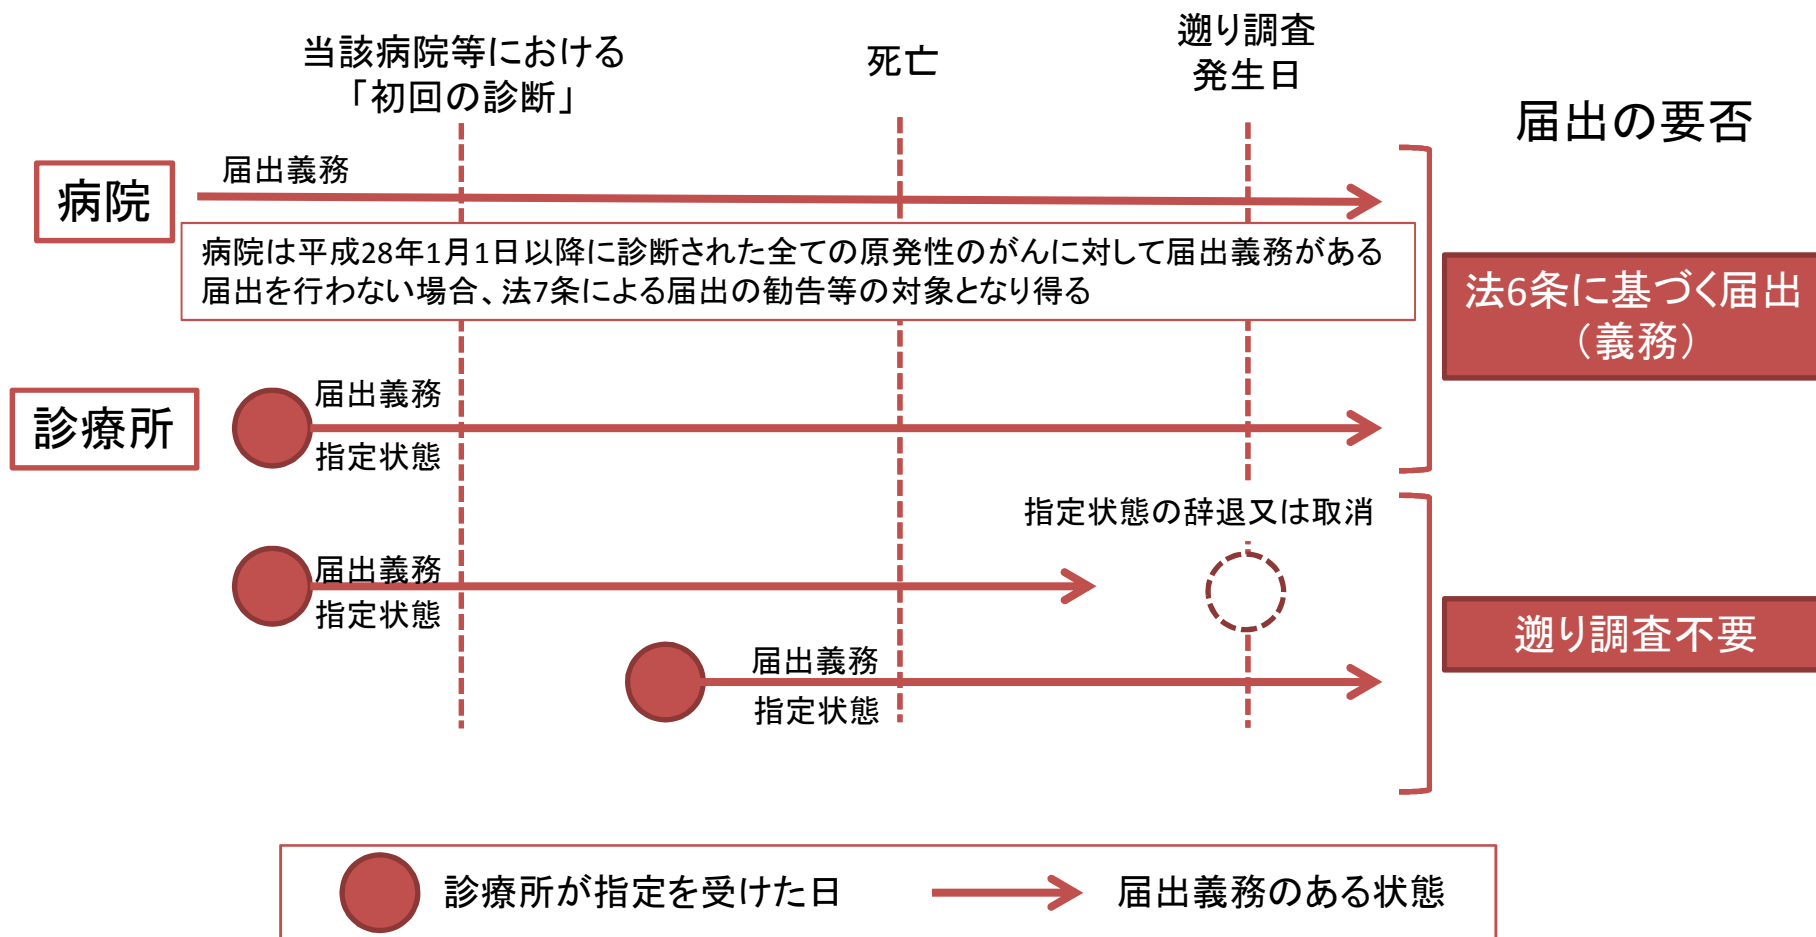 当該病院等における
「初回の診断」
死亡
遡り調査
発生日
届出の要否
病院
届出義務
病院は平成28年1月1日以降に診断された全ての原発性のがんに対して届出義務がある
届出を行わない場合、法7条による届出の勧告等の対象となり得る
法6条に基づく届出
（義務）
診療所
届出義務
指定状態
指定状態の辞退又は取消
届出義務
指定状態
遡り調査不要
届出義務
指定状態
診療所が指定を受けた日
届出義務のある状態